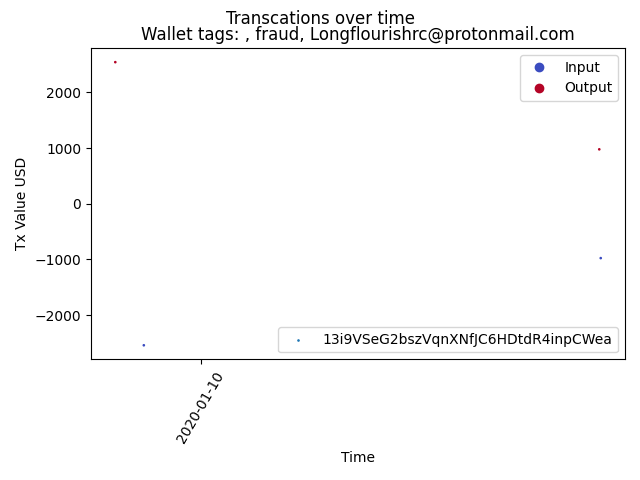 Transcations over time
Wallet tags: , fraud, Longflourishrc@protonmail.com
Input
Output
2000
1000
0
−1000
−2000
Tx Value USD
13i9VSeG2bszVqnXNfJC6HDtdR4inpCWea
2020-01-10
Time